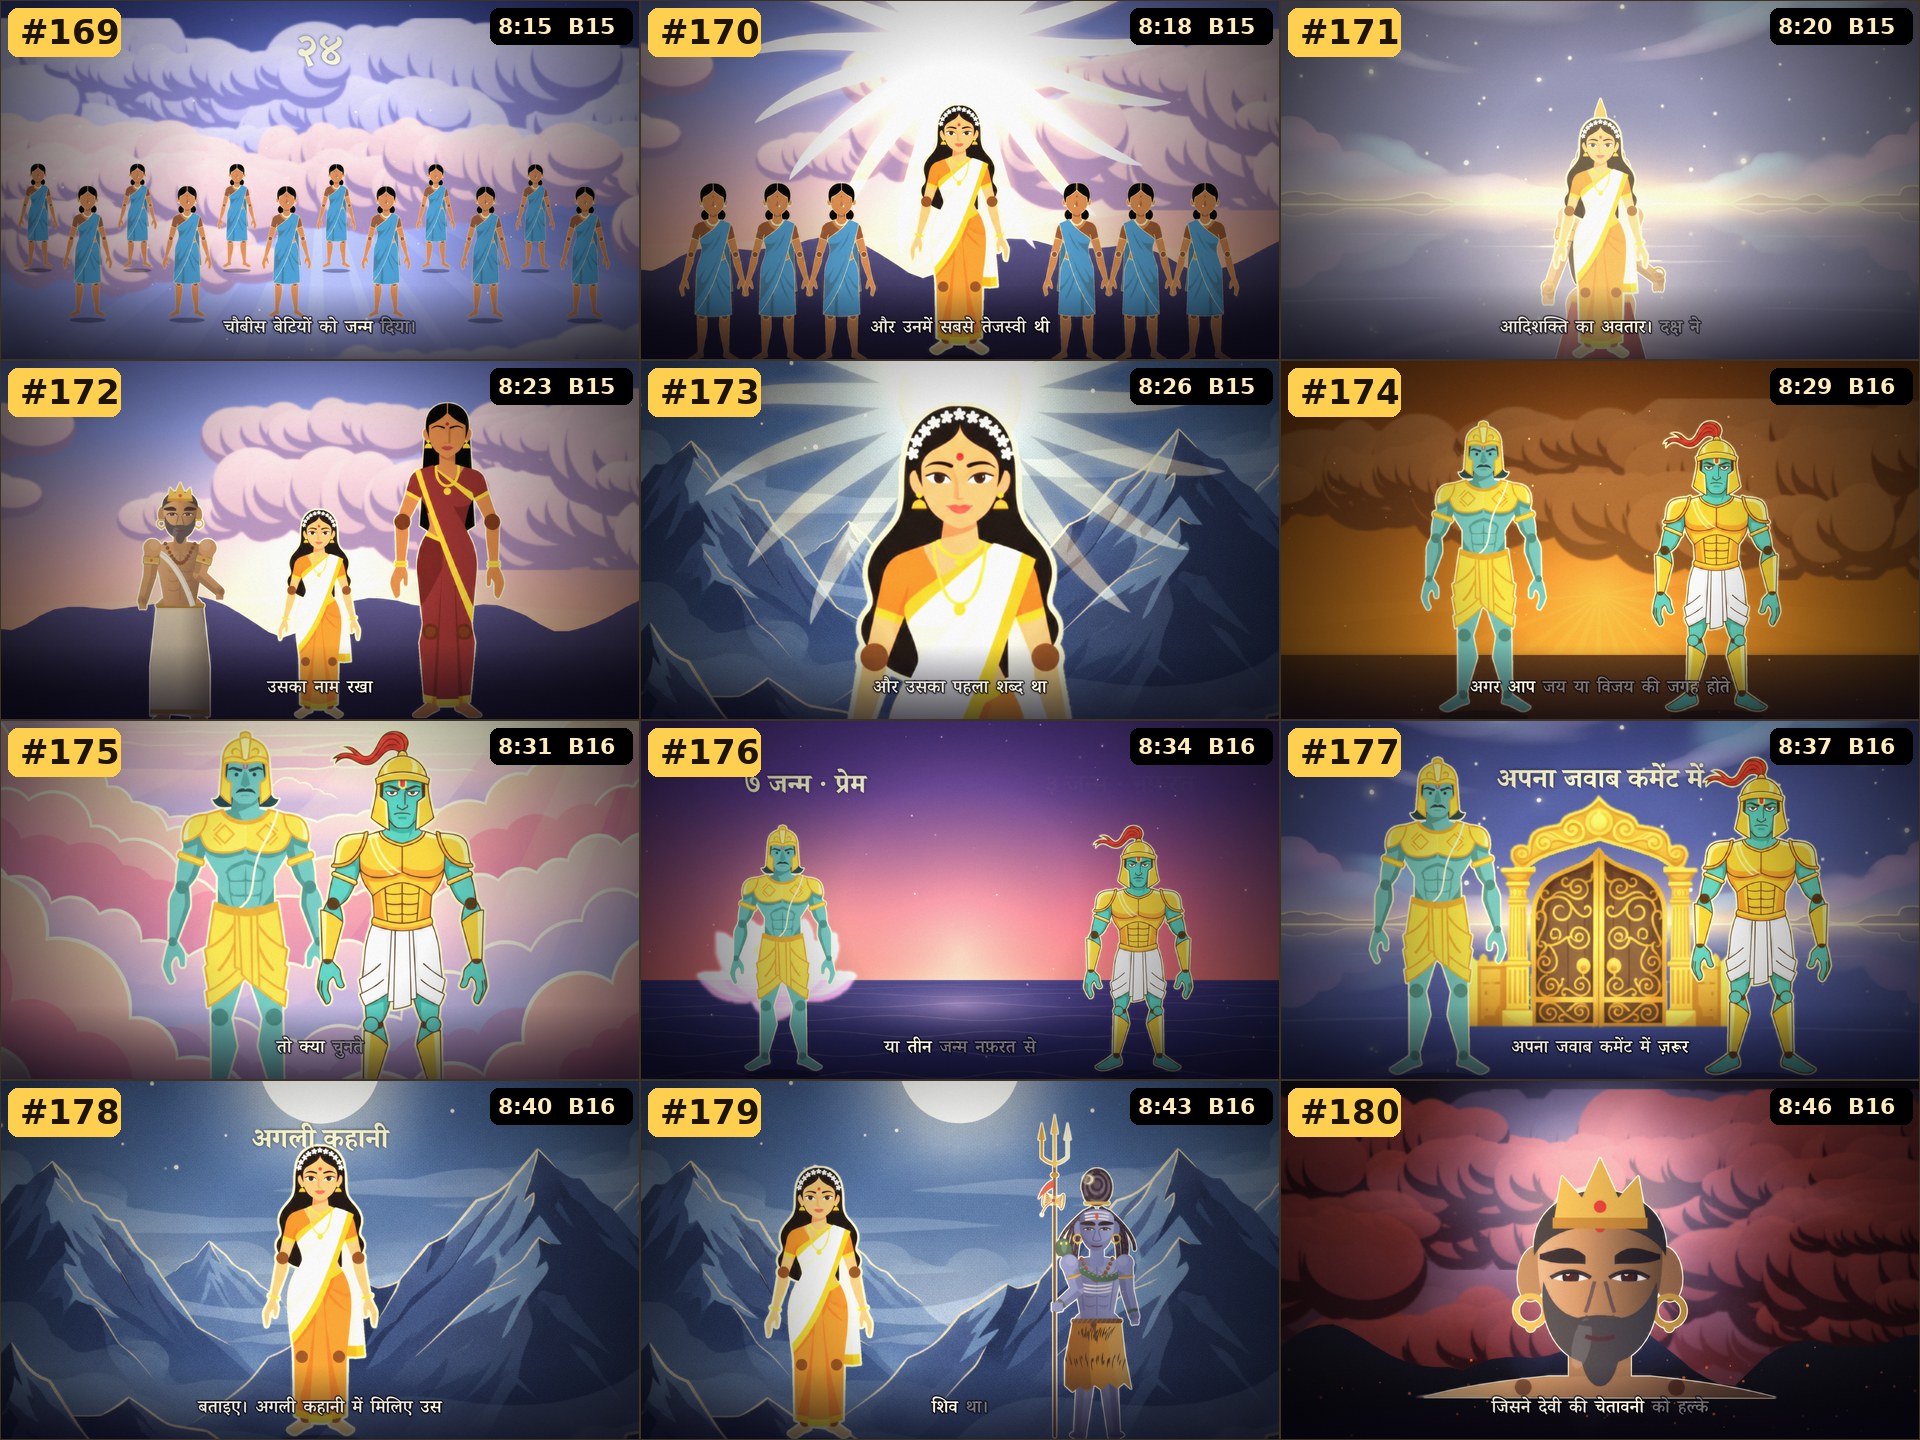 #169
8:15 B15
२४
चौबीस बेटियों को जन्म दिया।
#170
8:18 B15
और उनमें सबसे तेजस्वी थी
#171
8:20 B15
आदिशक्ति का अवतार। दक्ष ने
#172
8:23 B15
उसका नाम रखा
#173
8:26 B15
और उसका पहला शब्द था
#174
8:29 B16
अगर आप जय या विजय की जगह होते
#175
8:31 B16
तो क्या चुनते
#176
8:34 B16
७ जन्म · प्रेम
या तीन जन्म नफ़रत से
#177
8:37 B16
अपना जवाब कमेंट में
अपना जवाब कमेंट में ज़रूर
#178
8:40 B16
अगली कहानी
बताइए। अगली कहानी में मिलिए उस
#179
8:43 B16
शिव था।
#180
8:46 B16
जिसने देवी की चेतावनी को हल्के